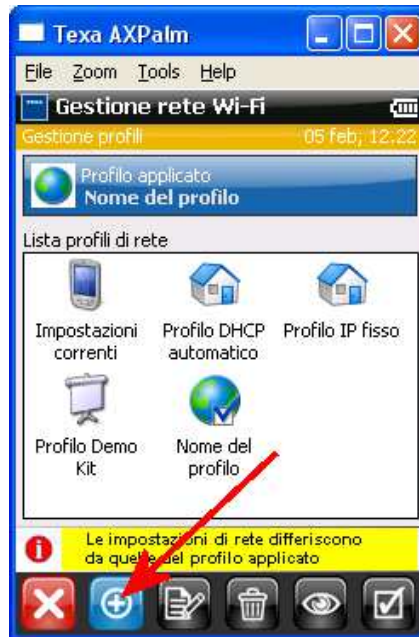 Texa AXPalm
File Zoom Tools Help
Gestione rete Wi-Fi
Gestione profili 05 feb, 12.22
Profilo applicato
Nome del profilo
Lista profili di rete
Impostazioni correnti
Profilo DHCP automatico
Profilo IP fisso
Profilo Demo Kit
Nome del profilo
Le impostazioni di rete differiscono
da quelle del profilo applicato